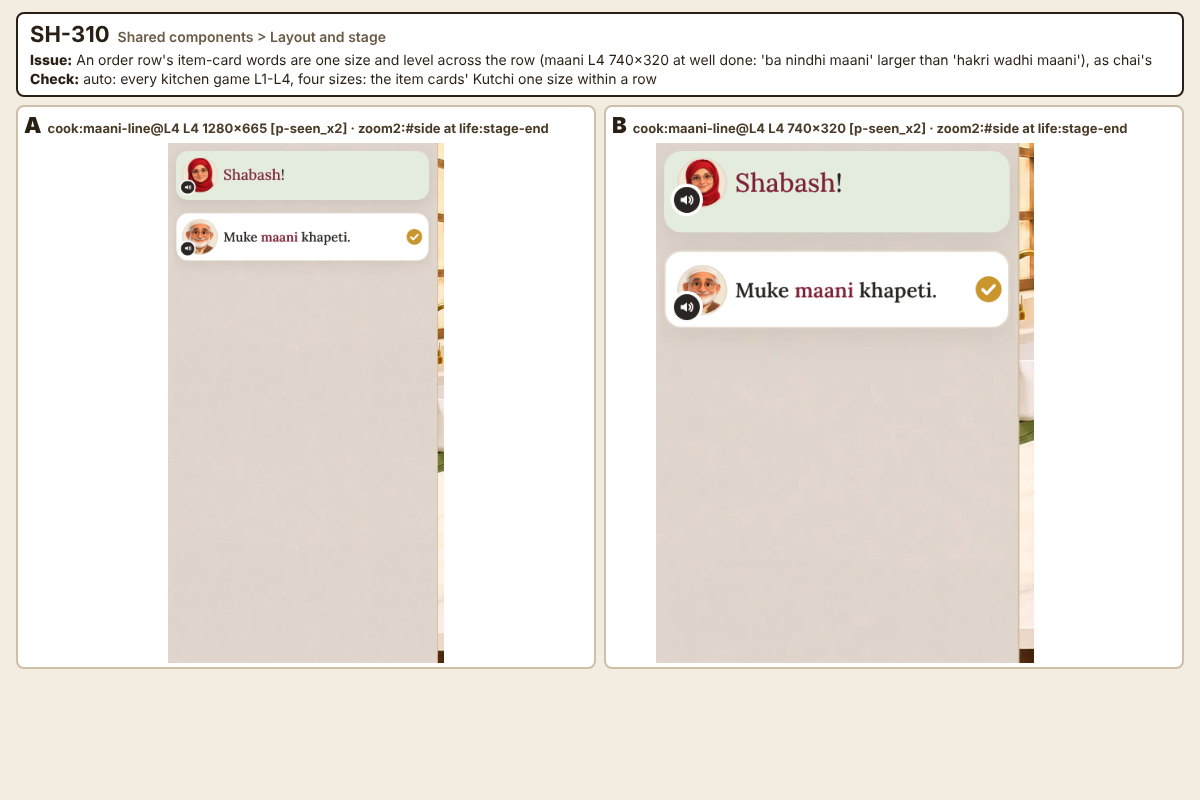 SH-310 Shared components > Layout and stage
Issue: An order row's item-card words are one size and level across the row (maani L4 740×320 at well done: 'ba nindhi maani' larger than 'hakri wadhi maani'), as chai's
Check: auto: every kitchen game L1-L4, four sizes: the item cards' Kutchi one size within a row
A cook:maani-line@L4 L4 1280×665 [p-seen_x2] · zoom2:#side at life:stage-end
Shabash!
Muke maani khapeti.
B cook:maani-line@L4 L4 740×320 [p-seen_x2] · zoom2:#side at life:stage-end
Shabash!
Muke maani khapeti.